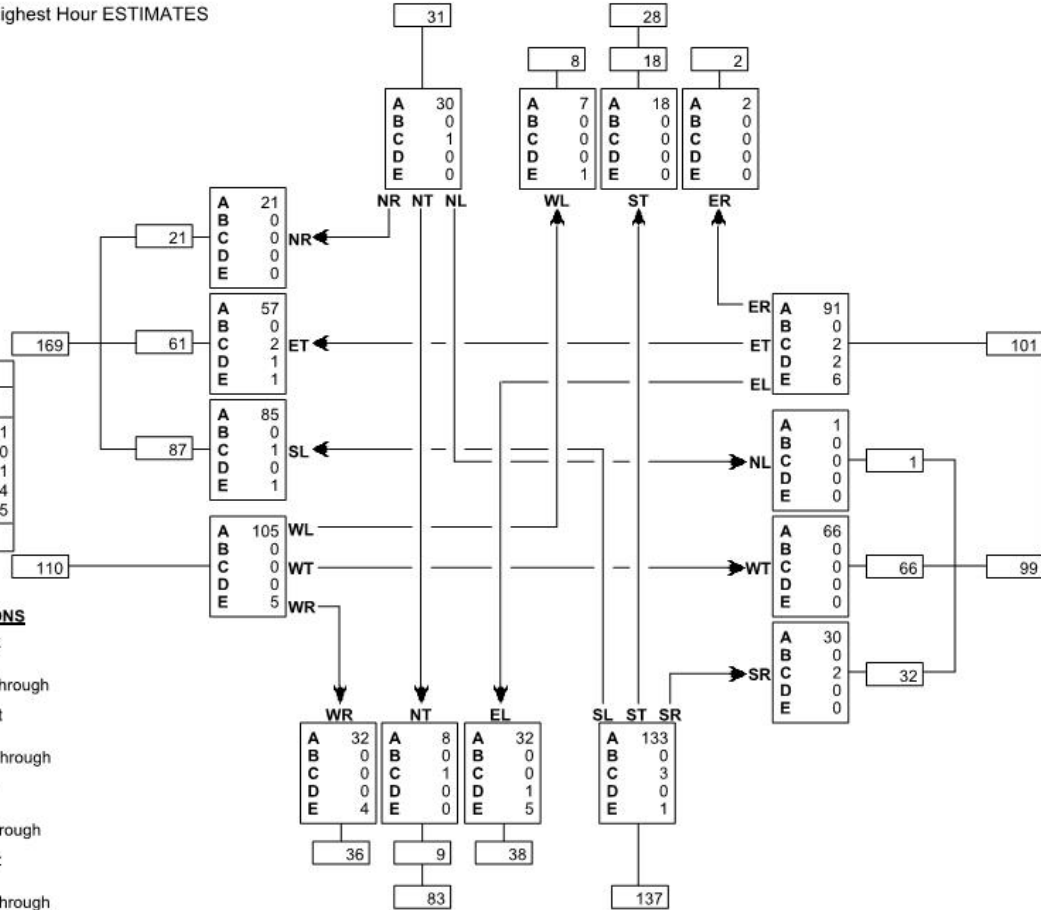 ighest Hour ESTIMATES
31
28
8
18
2
A 30
B 0
C 1
D 0
E 0
A 7
B 0
C 0
D 0
E 1
A 18
B 0
C 0
D 0
E 0
A 2
B 0
C 0
D 0
E 0
NR NT NL
WL
ST
ER
A 21
B 0
C 0
D 0
E 0
21
NR
A 57
B 0
C 2
D 1
E 1
169
61
ET
A 85
B 0
C 1
D 0
E 1
87
SL
ER
ET
EL
A 91
B 0
C 2
D 2
E 6
101
1
0
1
4
5
A 1
B 0
C 0
D 0
E 0
NL
1
A 105
B 0
C 0
D 0
E 5
WL
WT
WR
110
A 66
B 0
C 0
D 0
E 0
WT
66
99
A 30
B 0
C 2
D 0
E 0
SR
32
NS
hrough
t
hrough
rough
hrough
WR
NT
EL
SL ST SR
A 32
B 0
C 0
D 0
E 4
A 8
B 0
C 1
D 0
E 0
A 32
B 0
C 0
D 1
E 5
A 133
B 0
C 3
D 0
E 1
36
9
38
83
137